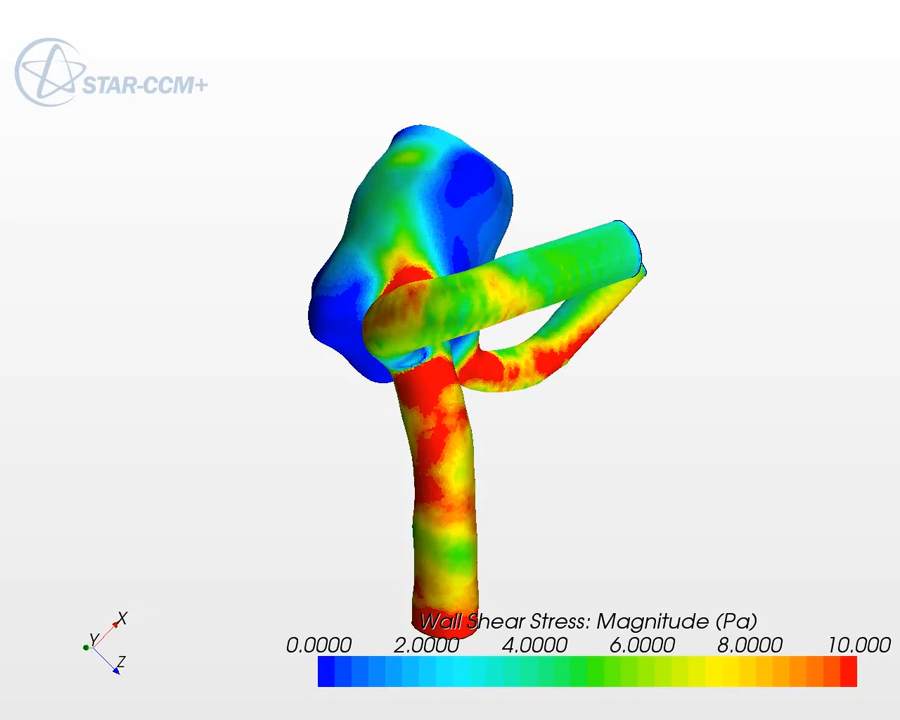 STAR-CCM+
X
Y
Z
Wall Shear Stress: Magnitude (Pa)
0.0000 2.0000 4.0000 6.0000 8.0000 10.000